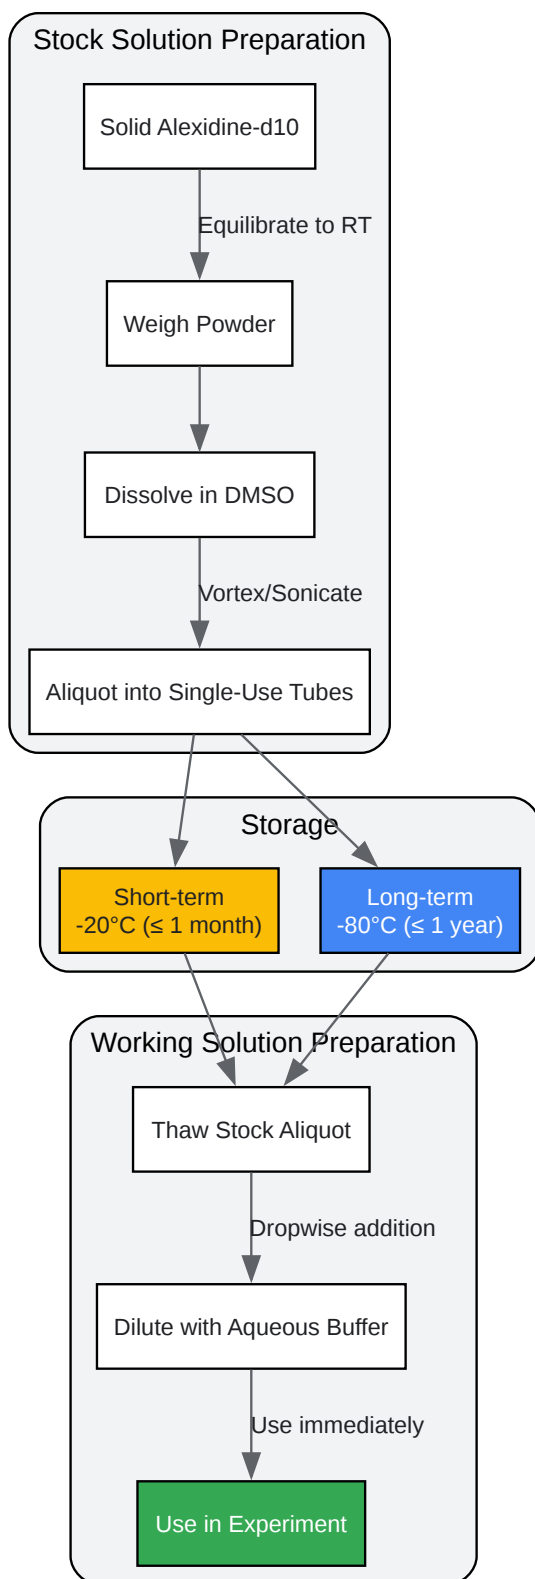 Stock Solution Preparation
Solid Alexidine-d10
Equilibrate to RT
Weigh Powder
Dissolve in DMSO
Vortex/Sonicate
Aliquot into Single-Use Tubes
Storage
Short-term
-20°C (≤ 1 month)
Long-term
-80°C (≤ 1 year)
Working Solution Preparation
Thaw Stock Aliquot
Dropwise addition
Dilute with Aqueous Buffer
Use immediately
Use in Experiment